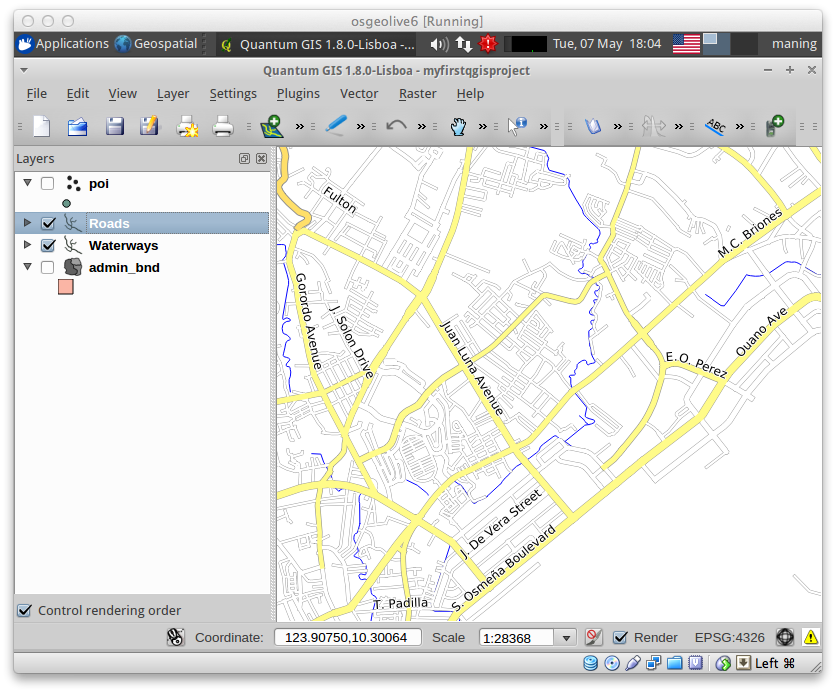 osgeolive6 [Running]
Applications Geospatial Quantum GIS 1.8.0-Lisboa -... Tue, 07 May 18:04 maning
Quantum GIS 1.8.0-Lisboa - myfirstqgisproject
File Edit View Layer Settings Plugins Vector Raster Help
ABC
Layers
poi
Roads
Waterways
admin_bnd
Fulton
M.C. Briones
Gorordo Avenue
J. Solon Drive
Juan Luna Avenue
Ouano Ave
E. O. Perez
J. De Vera Street
S. Osmeña Boulevard
T. Padilla
Control rendering order
Coordinate: 123.90750,10.30064 Scale 1:28368 Render EPSG:4326
Left ⌘